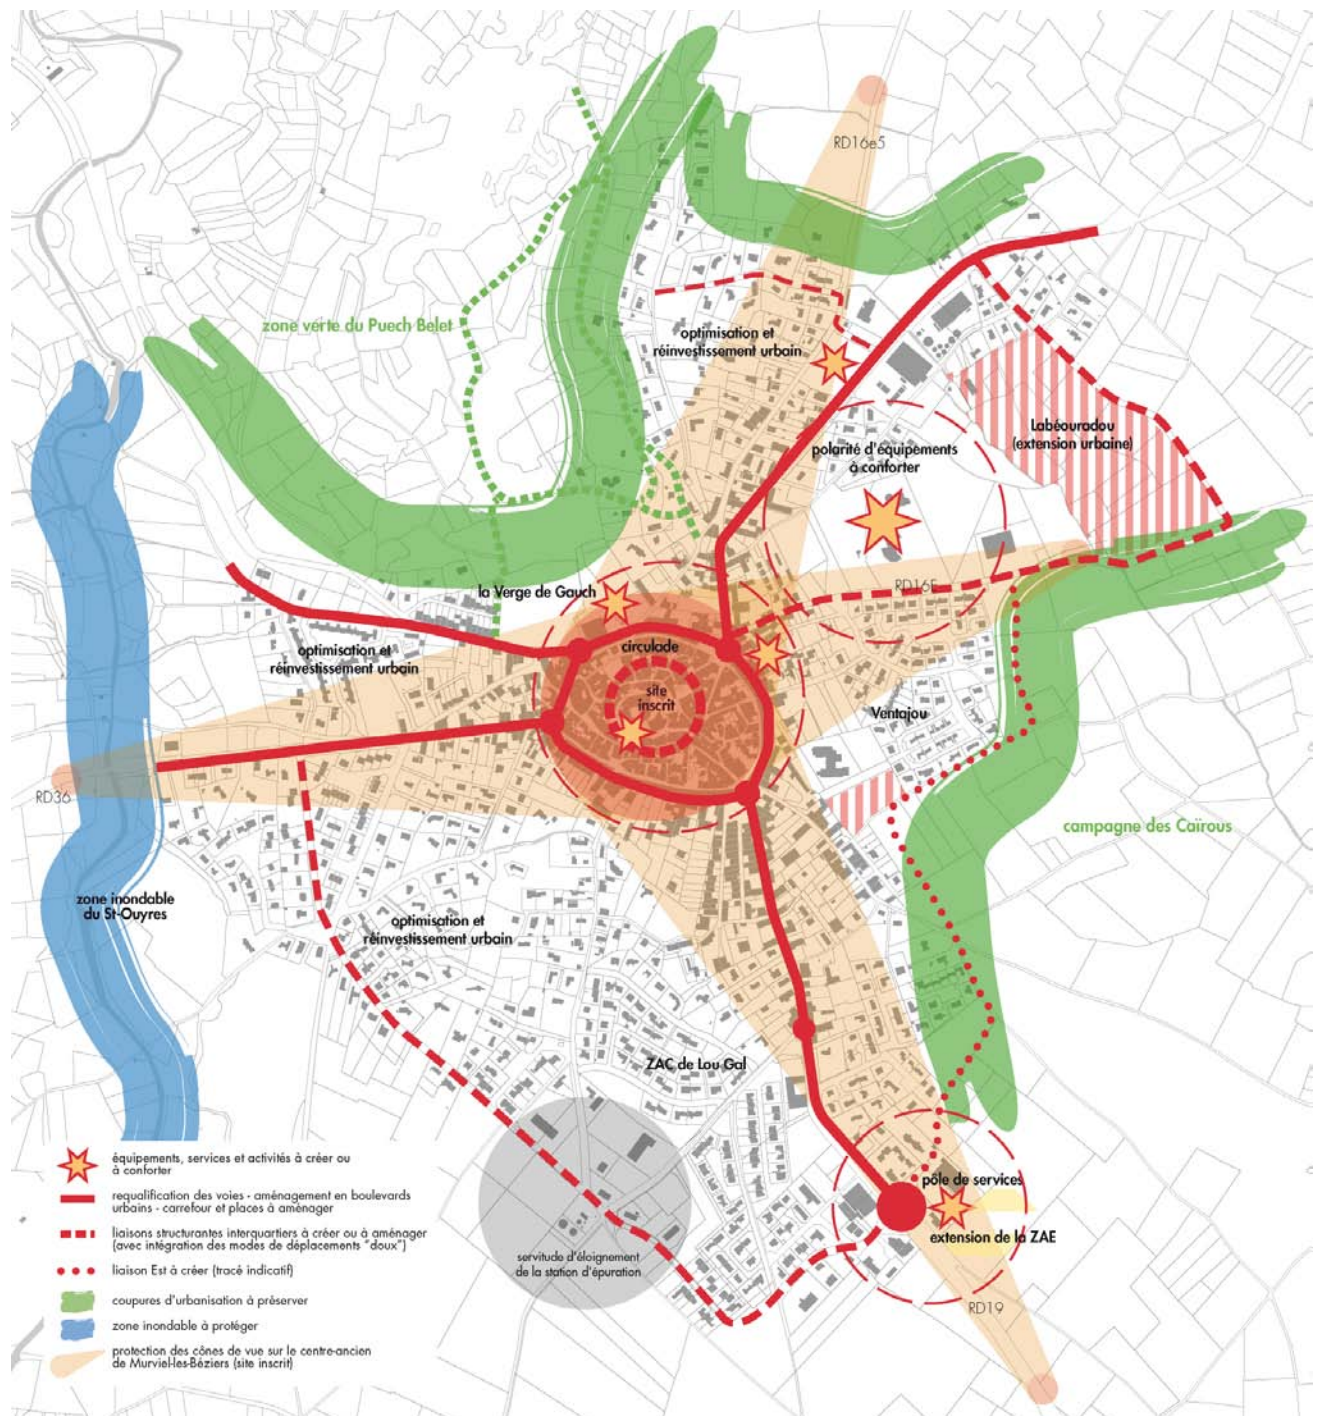 RD16e5
zone verte du Puech Belet
optimisation et
réinvestissement urbain
Labéouradou
(extension urbaine)
polarité d'équipements
à conforter
RD16E
la Verge de Gauch
circulade
optimisation et
réinvestissement urbain
site
inscrit
Ventajou
RD36
campagne des Caïrous
zone inondable
du St-Ouyres
optimisation et
réinvestissement urbain
ZAC de Lou Gal
pôle de services
extension de la ZAE
servitude d'éloignement
de la station d'épuration
RD19
équipements, services et activités à créer ou
à conforter
requalification des voies - aménagement en boulevards
urbains - carrefour et places à aménager
liaisons structurantes interquartiers à créer ou à aménager
(avec intégration des modes de déplacements "doux")
liaison Est à créer (tracé indicatif)
coupures d'urbanisation à préserver
zone inondable à protéger
protection des cônes de vue sur le centre-ancien
de Murviel-les-Béziers (site inscrit)